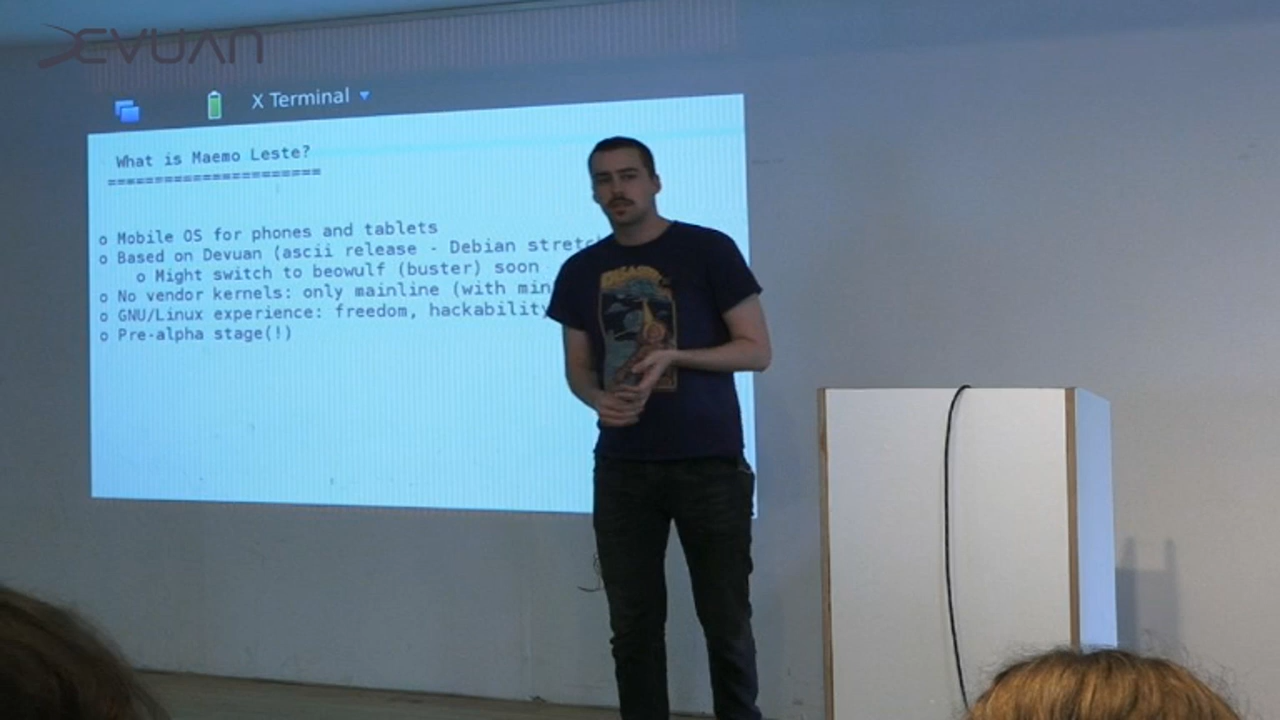 DEVUAN
X Terminal
What is Maemo Leste?
=======================
o Mobile OS for phones and tablets
o Based on Devuan (ascii release - Debian stretc
o Might switch to beowulf (buster) soon
o No vendor kernels: only mainline (with min
o GNU/Linux experience: freedom, hackability
o Pre-alpha stage(!)